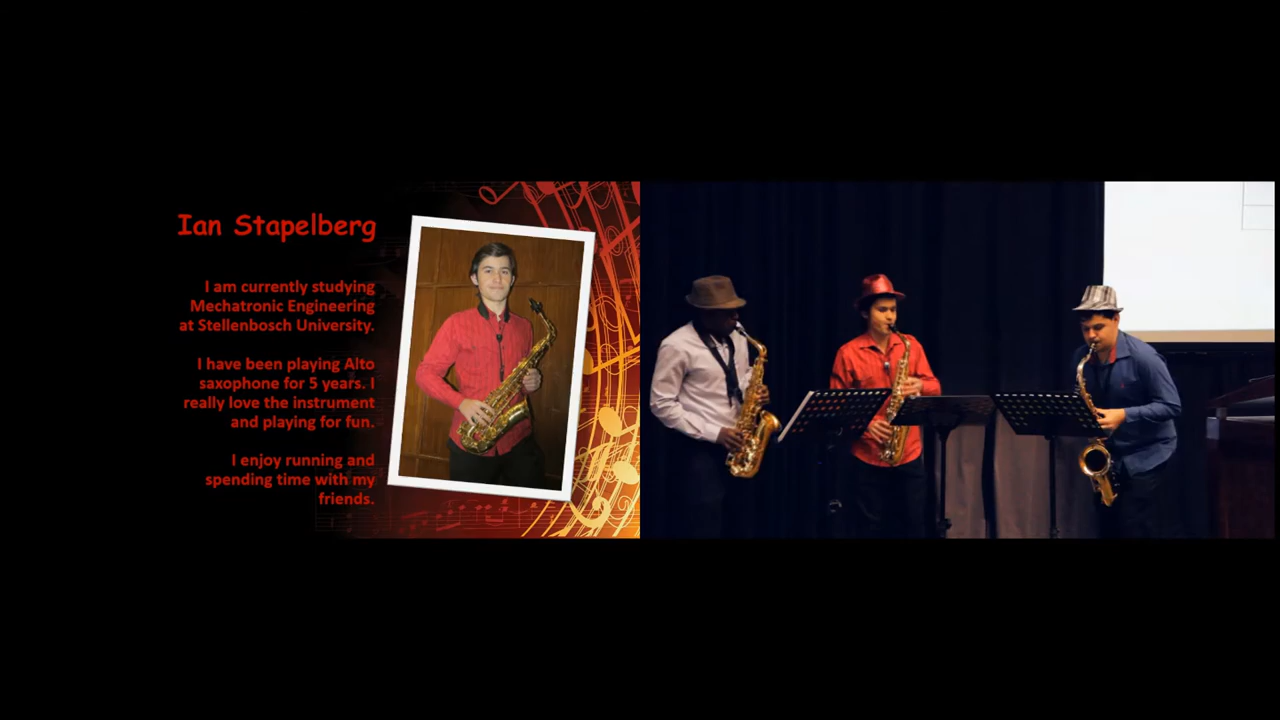 Ian Stapelberg
I am currently studying
Mechatronic Engineering
at Stellenbosch University.
I have been playing Alto
saxophone for 5 years. I
really love the instrument
and playing for fun.
I enjoy running and
spending time with my
friends.